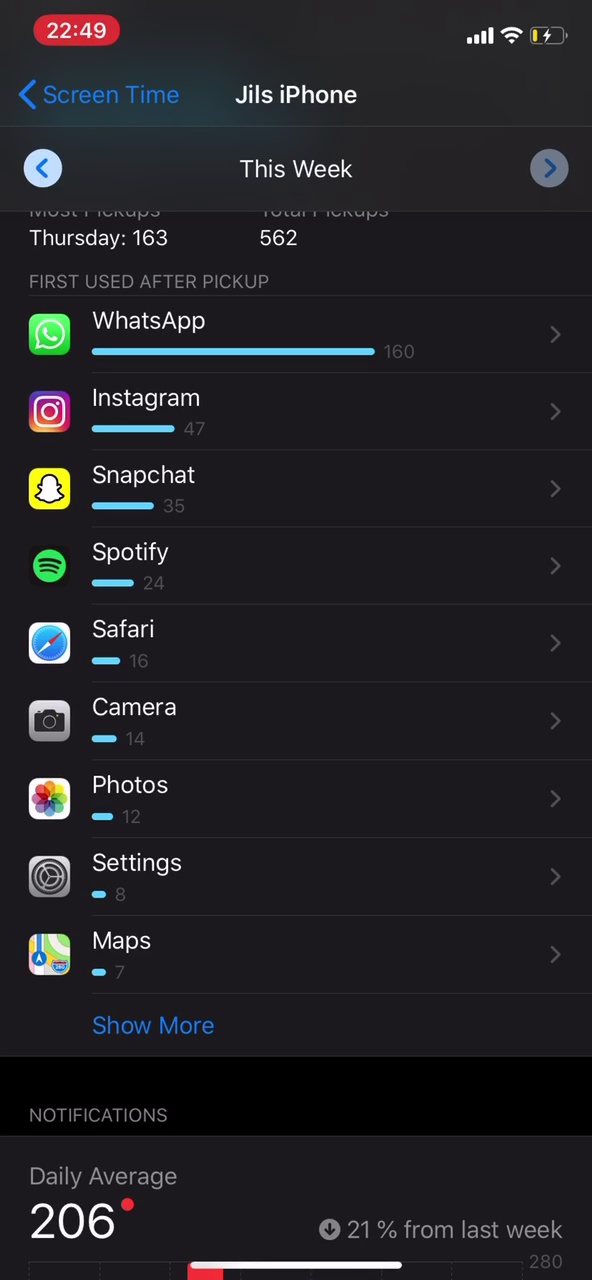 22:49
Screen Time
Jils iPhone
This Week
Most Pickups Total Pickups
Thursday: 163 562
FIRST USED AFTER PICKUP
WhatsApp
160
Instagram
47
Snapchat
35
Spotify
24
Safari
16
Camera
14
Photos
12
Settings
8
Maps
7
Show More
NOTIFICATIONS
Daily Average
206
21 % from last week
280